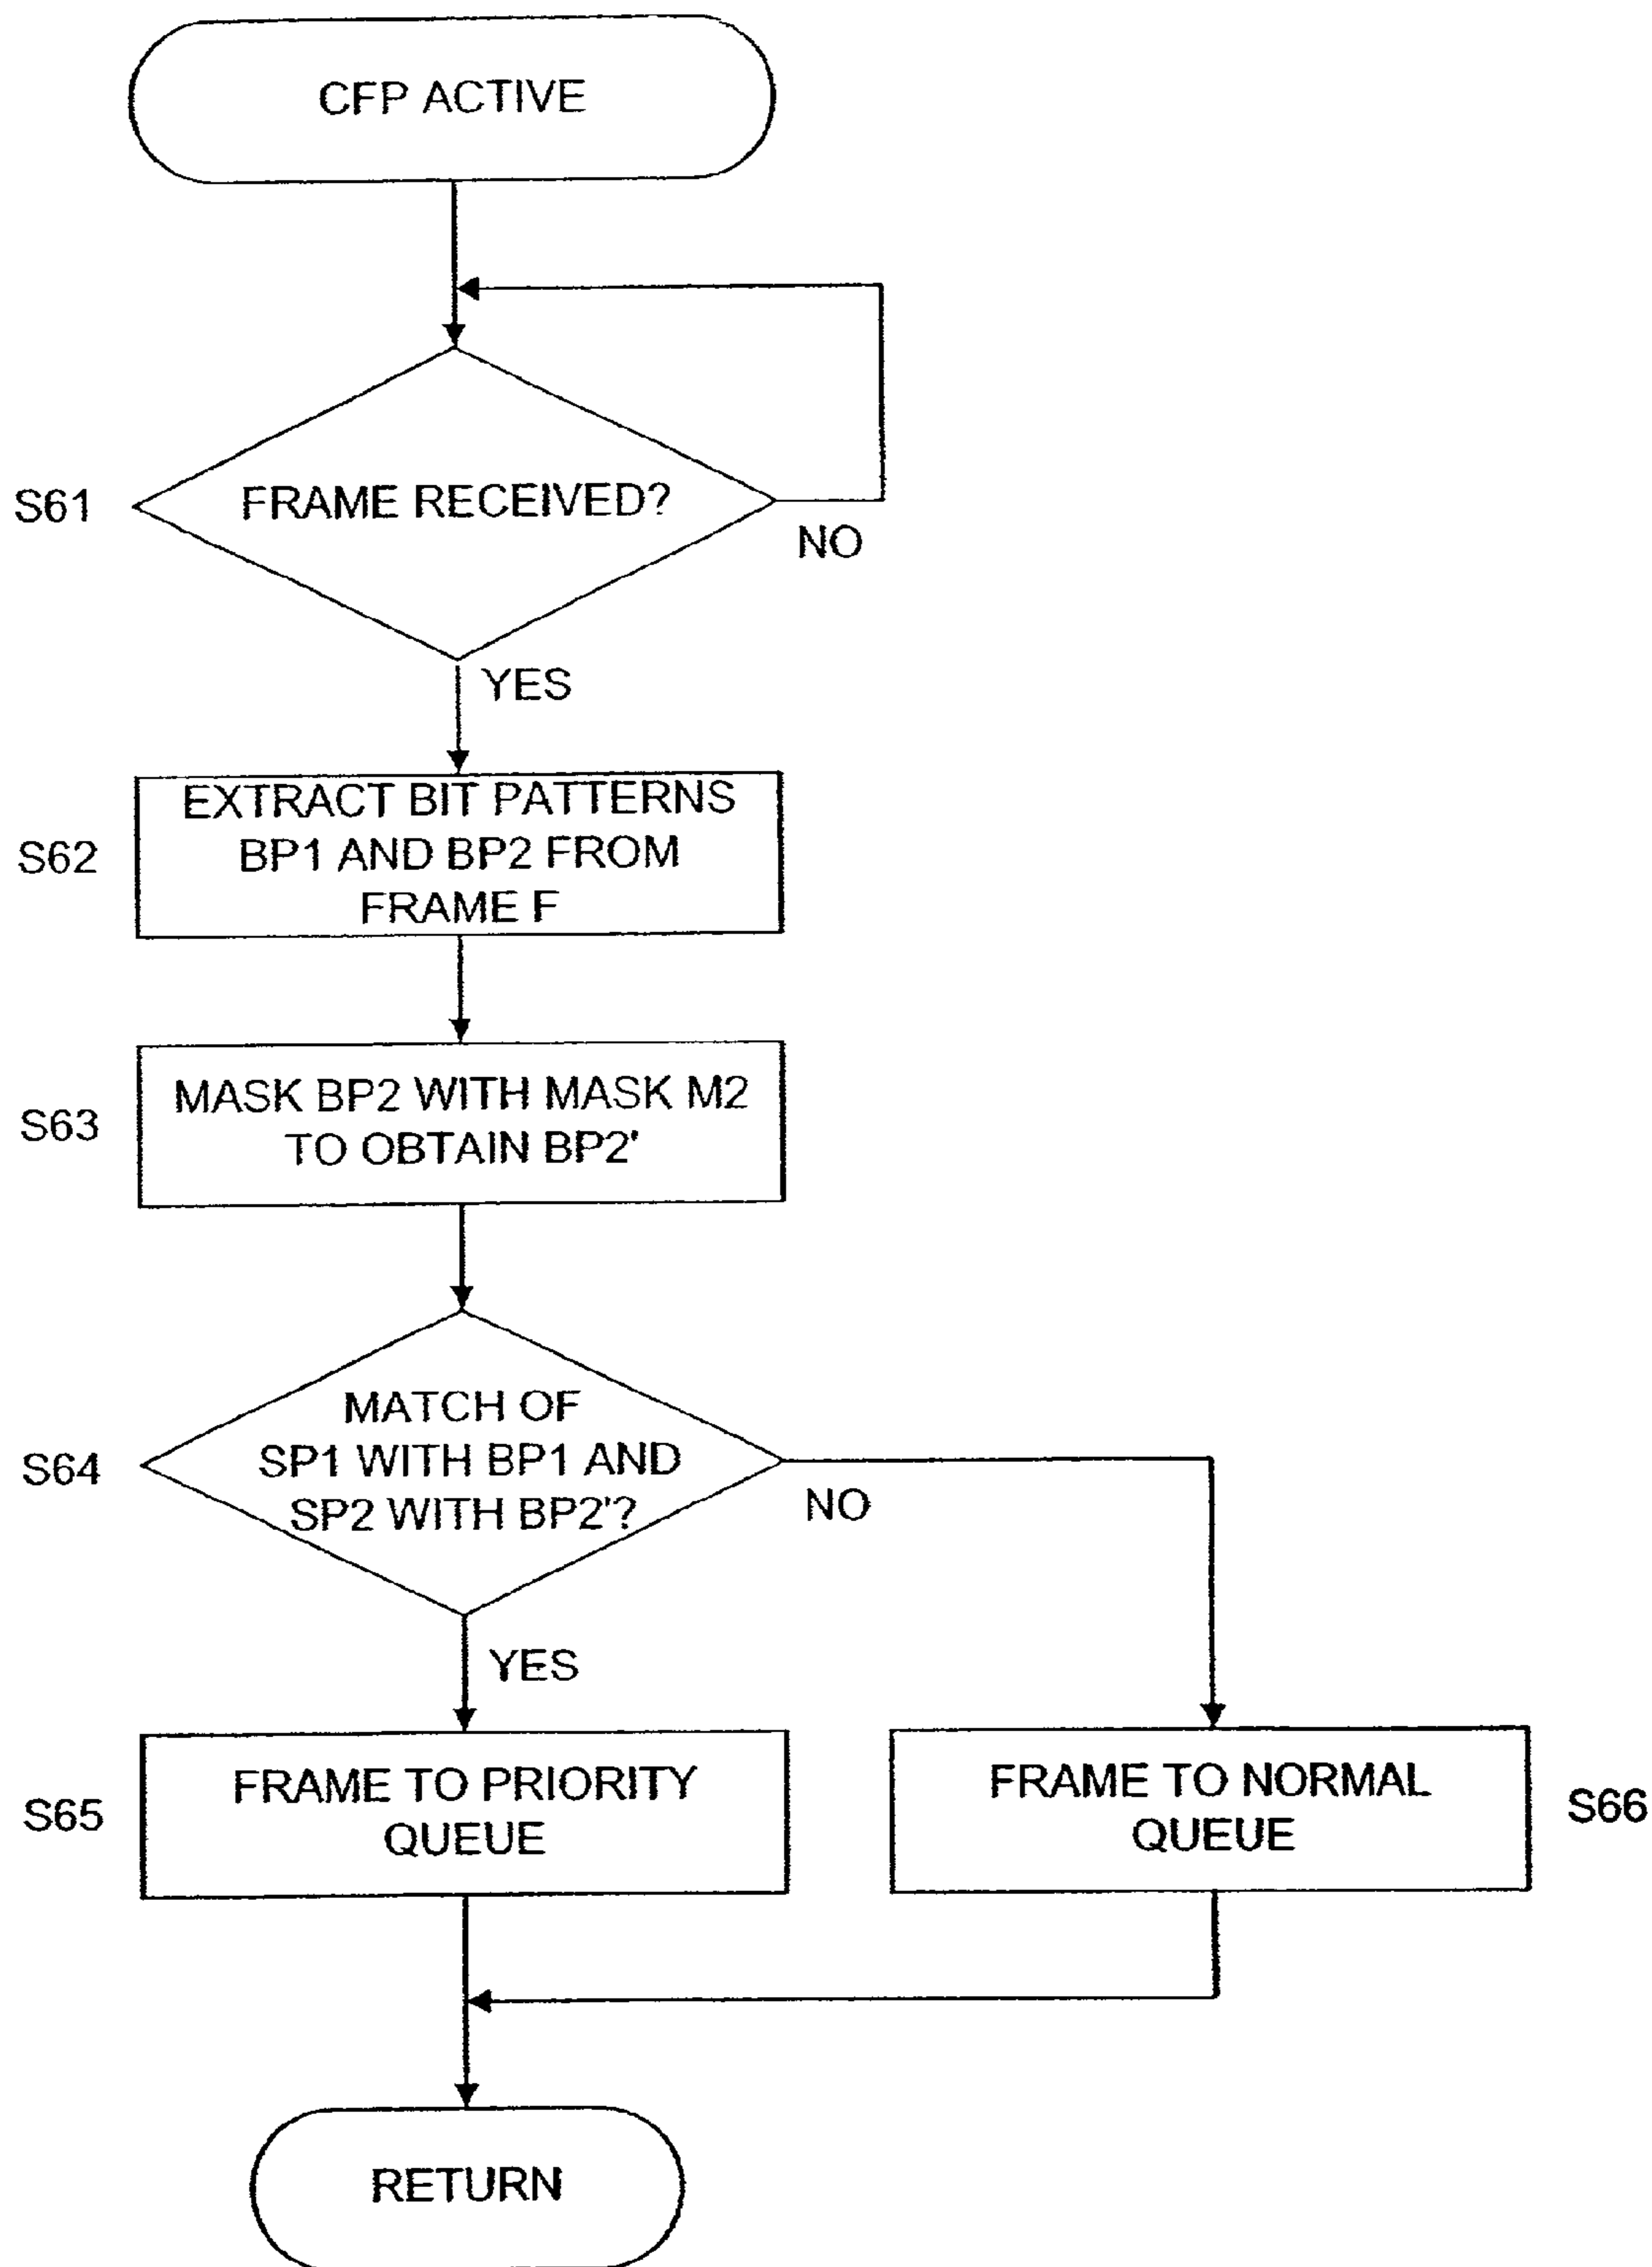 CFP ACTIVE
S61
FRAME RECEIVED?
NO
YES
S62
EXTRACT BIT PATTERNS
BP1 AND BP2 FROM
FRAME F
S63
MASK BP2 WITH MASK M2
TO OBTAIN BP2'
S64
MATCH OF
SP1 WITH BP1 AND
SP2 WITH BP2'?
NO
YES
S65
FRAME TO PRIORITY
QUEUE
FRAME TO NORMAL
QUEUE
S66
RETURN